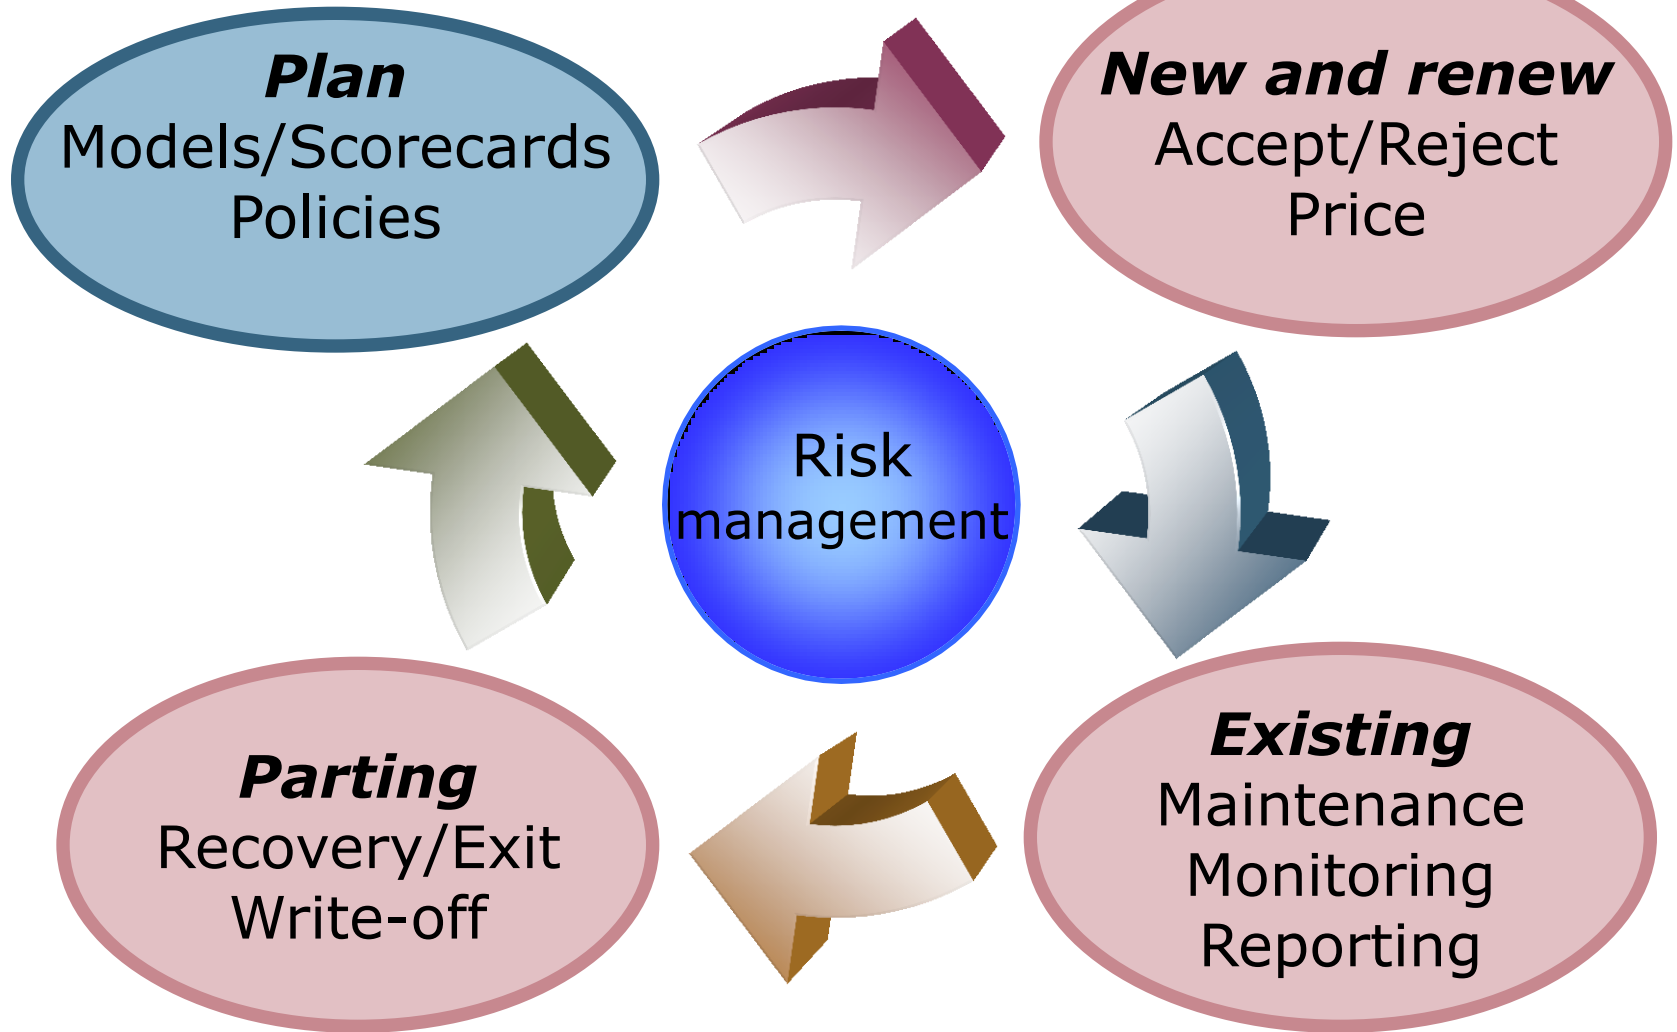 Plan
Models/Scorecards
Policies
New and renew
Accept/Reject
Price
Risk
management
Parting
Recovery/Exit
Write-off
Existing
Maintenance
Monitoring
Reporting